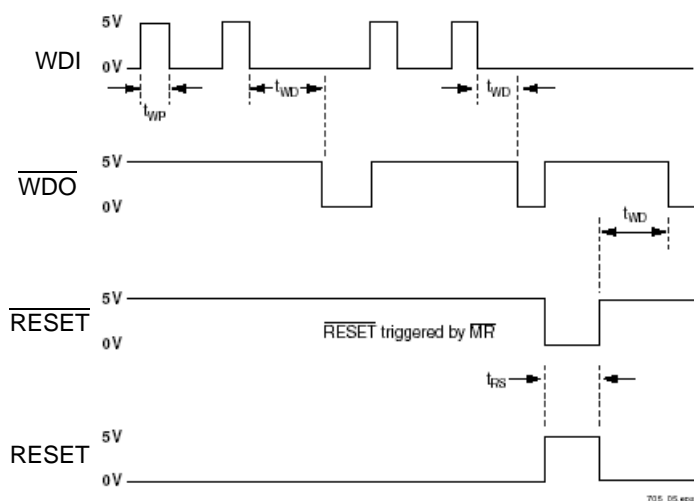 5V
WDI
0V
tWP
tWD
tWD
5V
WDO
0V
tWD
5V
RESET
RESET triggered by MR
0V
tRS
5V
RESET
0V
705_05.eps